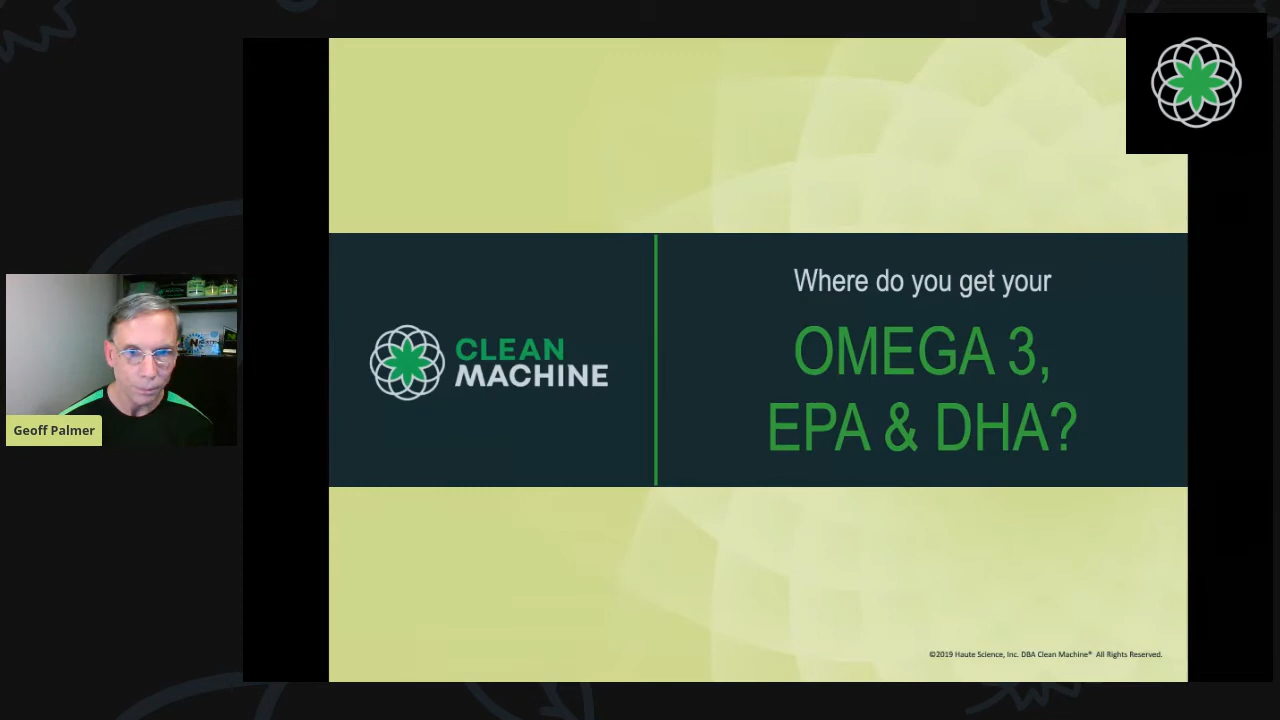 Geoff Palmer
CLEAN
MACHINE
Where do you get your
OMEGA 3,
EPA & DHA?
©2019 Haute Science, Inc. DBA Clean Machine® All Rights Reserved.